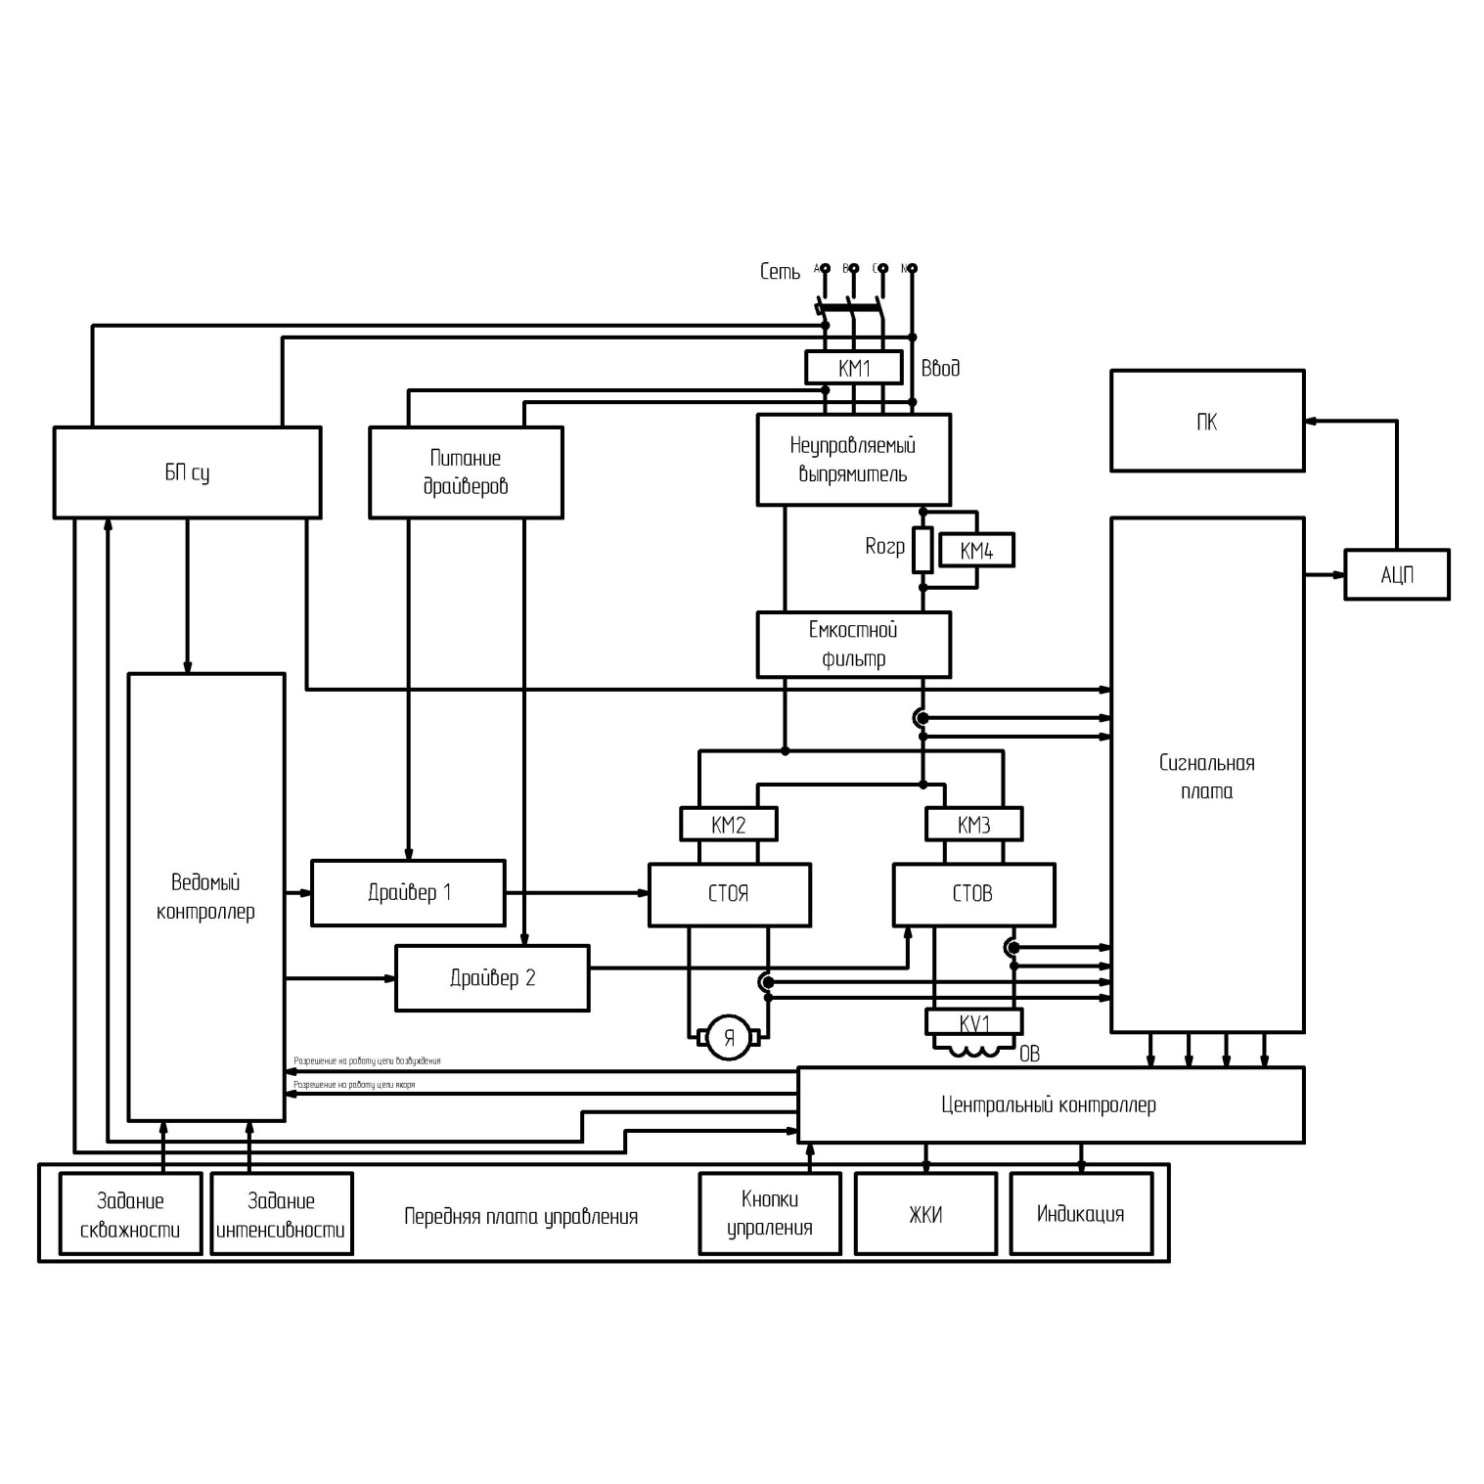 Сеть
A
B
C
N
КМ1
Ввод
БП су
Питание
драйверов
Неуправляемый
выпрямитель
ПК
Rогр
КМ4
АЦП
Емкостной
фильтр
Сигнальная
плата
КМ2
КМ3
Ведомый
контроллер
Драйвер 1
СТОЯ
СТОВ
Драйвер 2
Я
KV1
ОВ
Разрешение на работу цепи возбуждения
Разрешение на работу цепи якоря
Центральный контроллер
Задание
скважности
Задание
интенсивности
Передняя плата управления
Кнопки
упраления
ЖКИ
Индикация